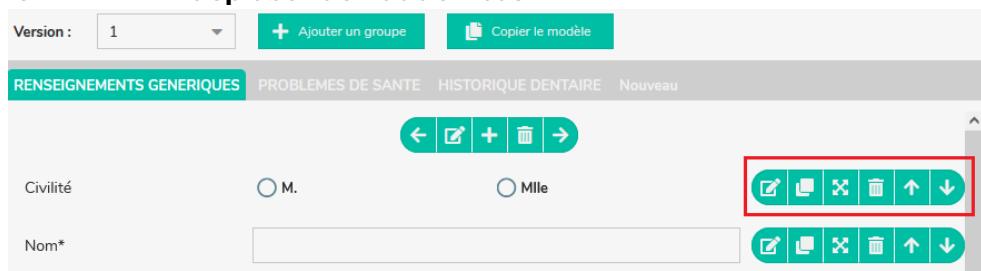 Version : 1 Ajouter un groupe Copier le modèle
RENSEIGNEMENTS GENERIQUES PROBLEMES DE SANTE HISTORIQUE DENTAIRE Nouveau
Civilité M. Mlle
Nom*